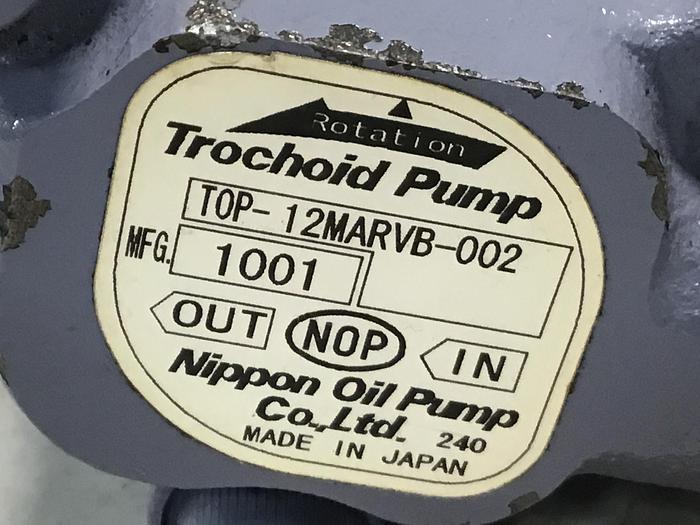 Rotation
Trochoid Pump
TOP-12MARVB-002
MFG. 1001
OUT NOP IN
Nippon Oil Pump
Co.,Ltd. 240
MADE IN JAPAN